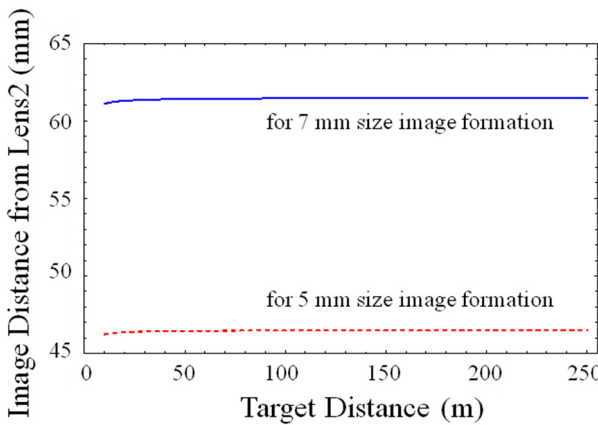 Image Distance from Lens2 (mm)
65
60
55
50
45
for 7 mm size image formation
for 5 mm size image formation
0 50 100 150 200 250
Target Distance (m)